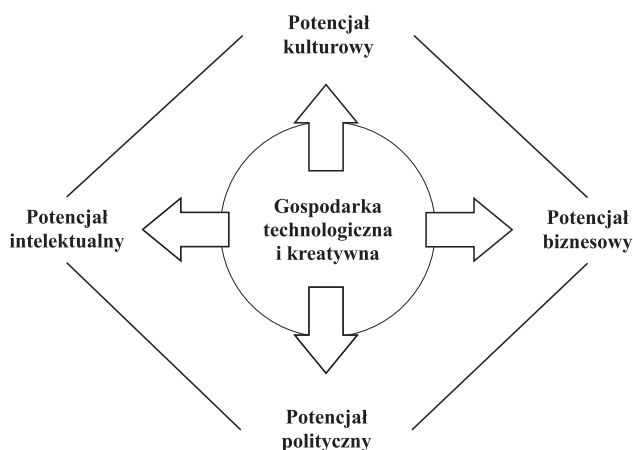 Potencjał
kulturowy
Potencjał
intelektualny
Gospodarka
technologiczna
i kreatywna
Potencjał
biznesowy
Potencjał
polityczny